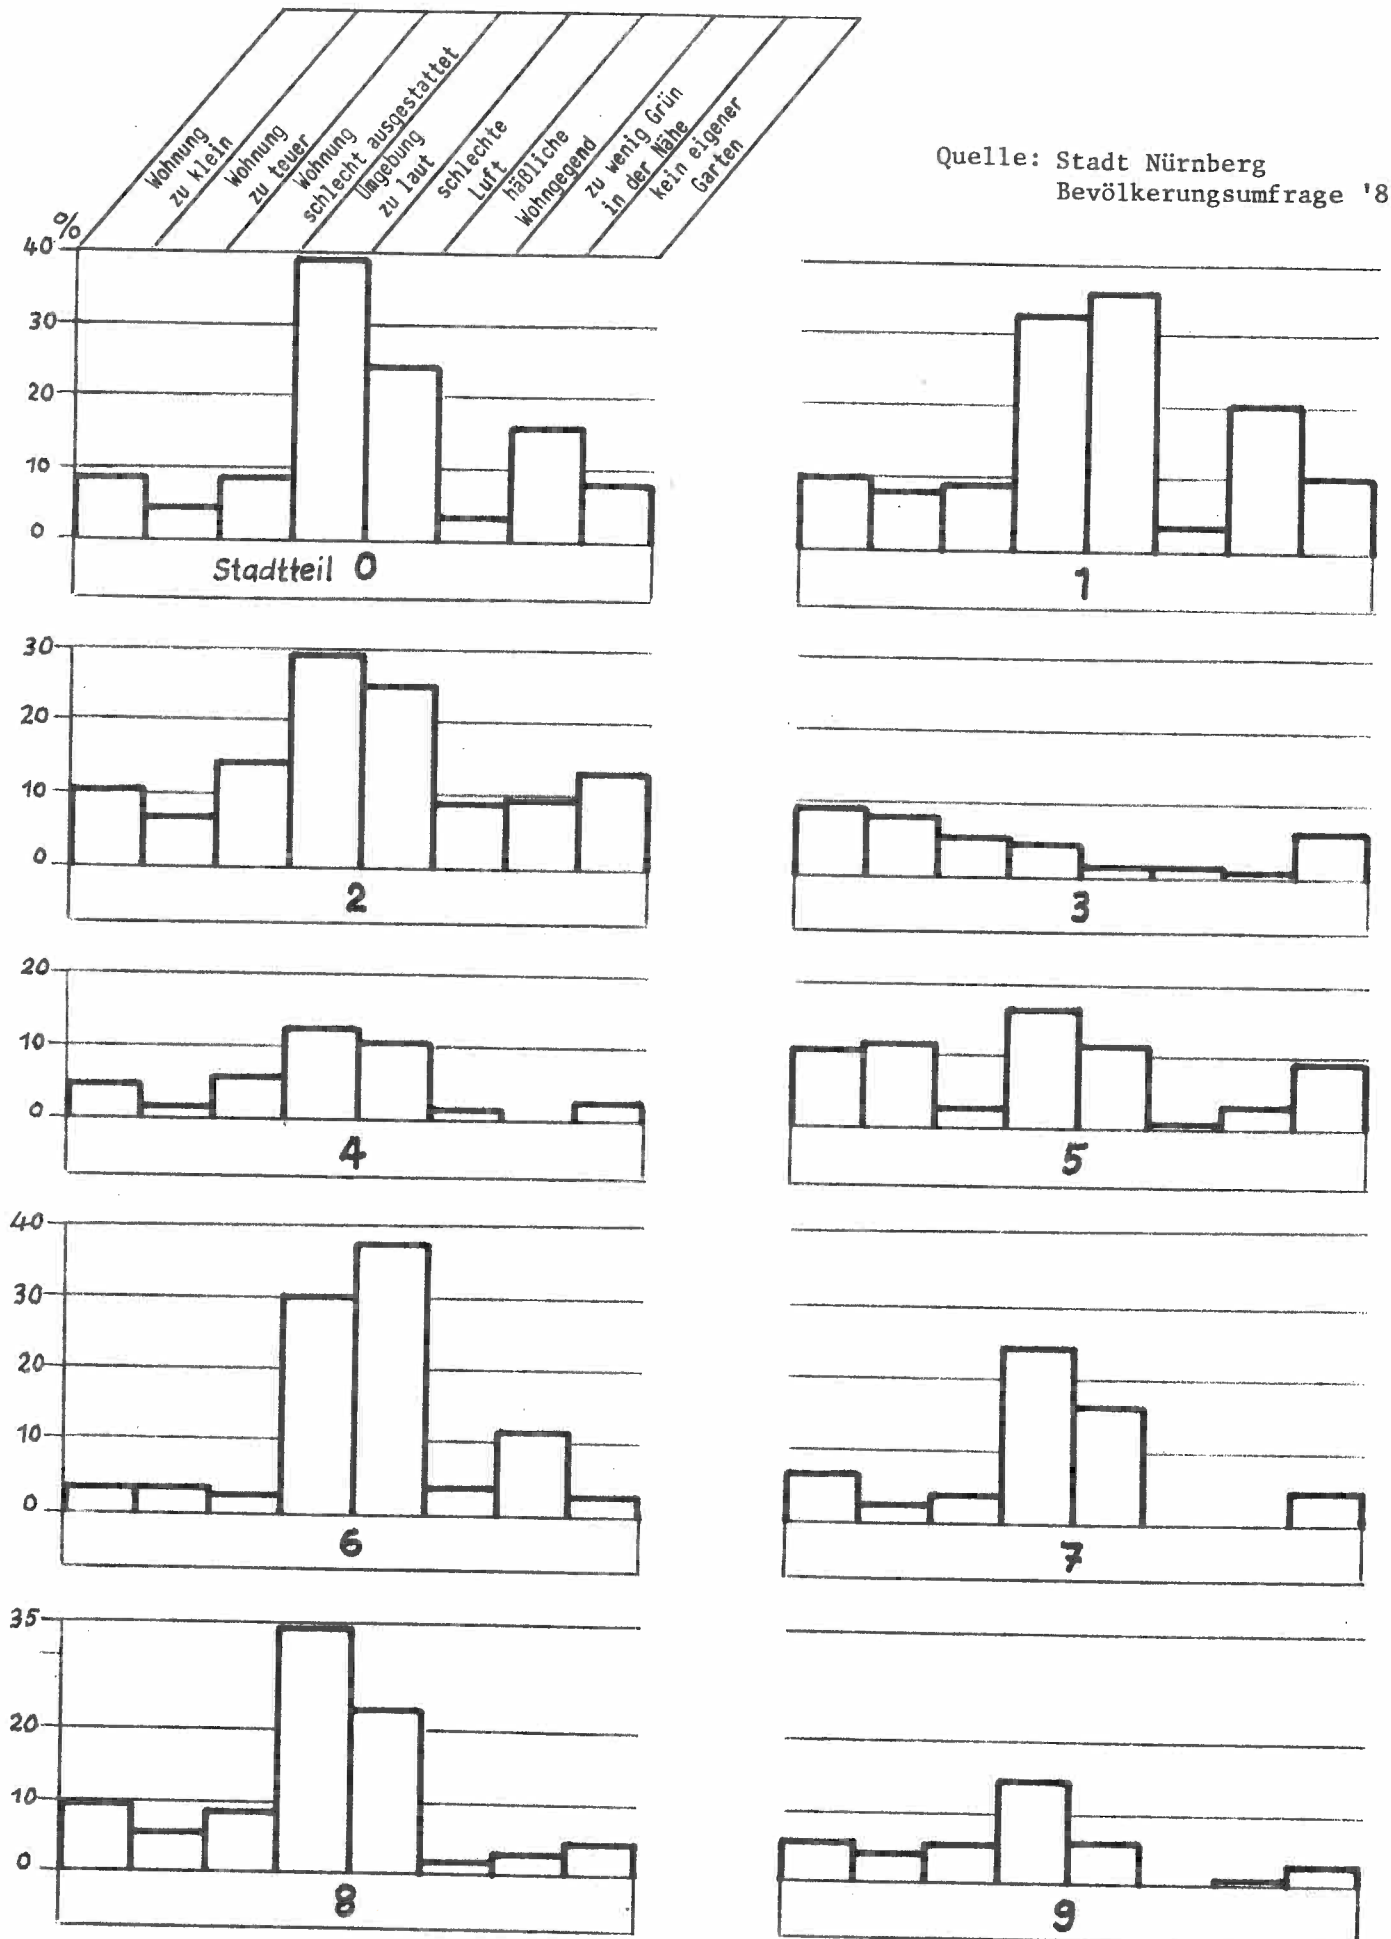 Wohnung
zu klein
Wohnung
zu teuer
Wohnung
schlecht ausgestattet
Umgebung
zu laut
schlechte
Luft
häßliche
Wohngegend
zu wenig Grün
in der Nähe
kein eigener
Garten
Quelle: Stadt Nürnberg
Bevölkerungsumfrage '8
%
40
30
20
10
0
Stadtteil 0
1
30
20
10
0
2
3
20
10
0
4
5
40
30
20
10
0
6
7
35
20
10
0
8
9